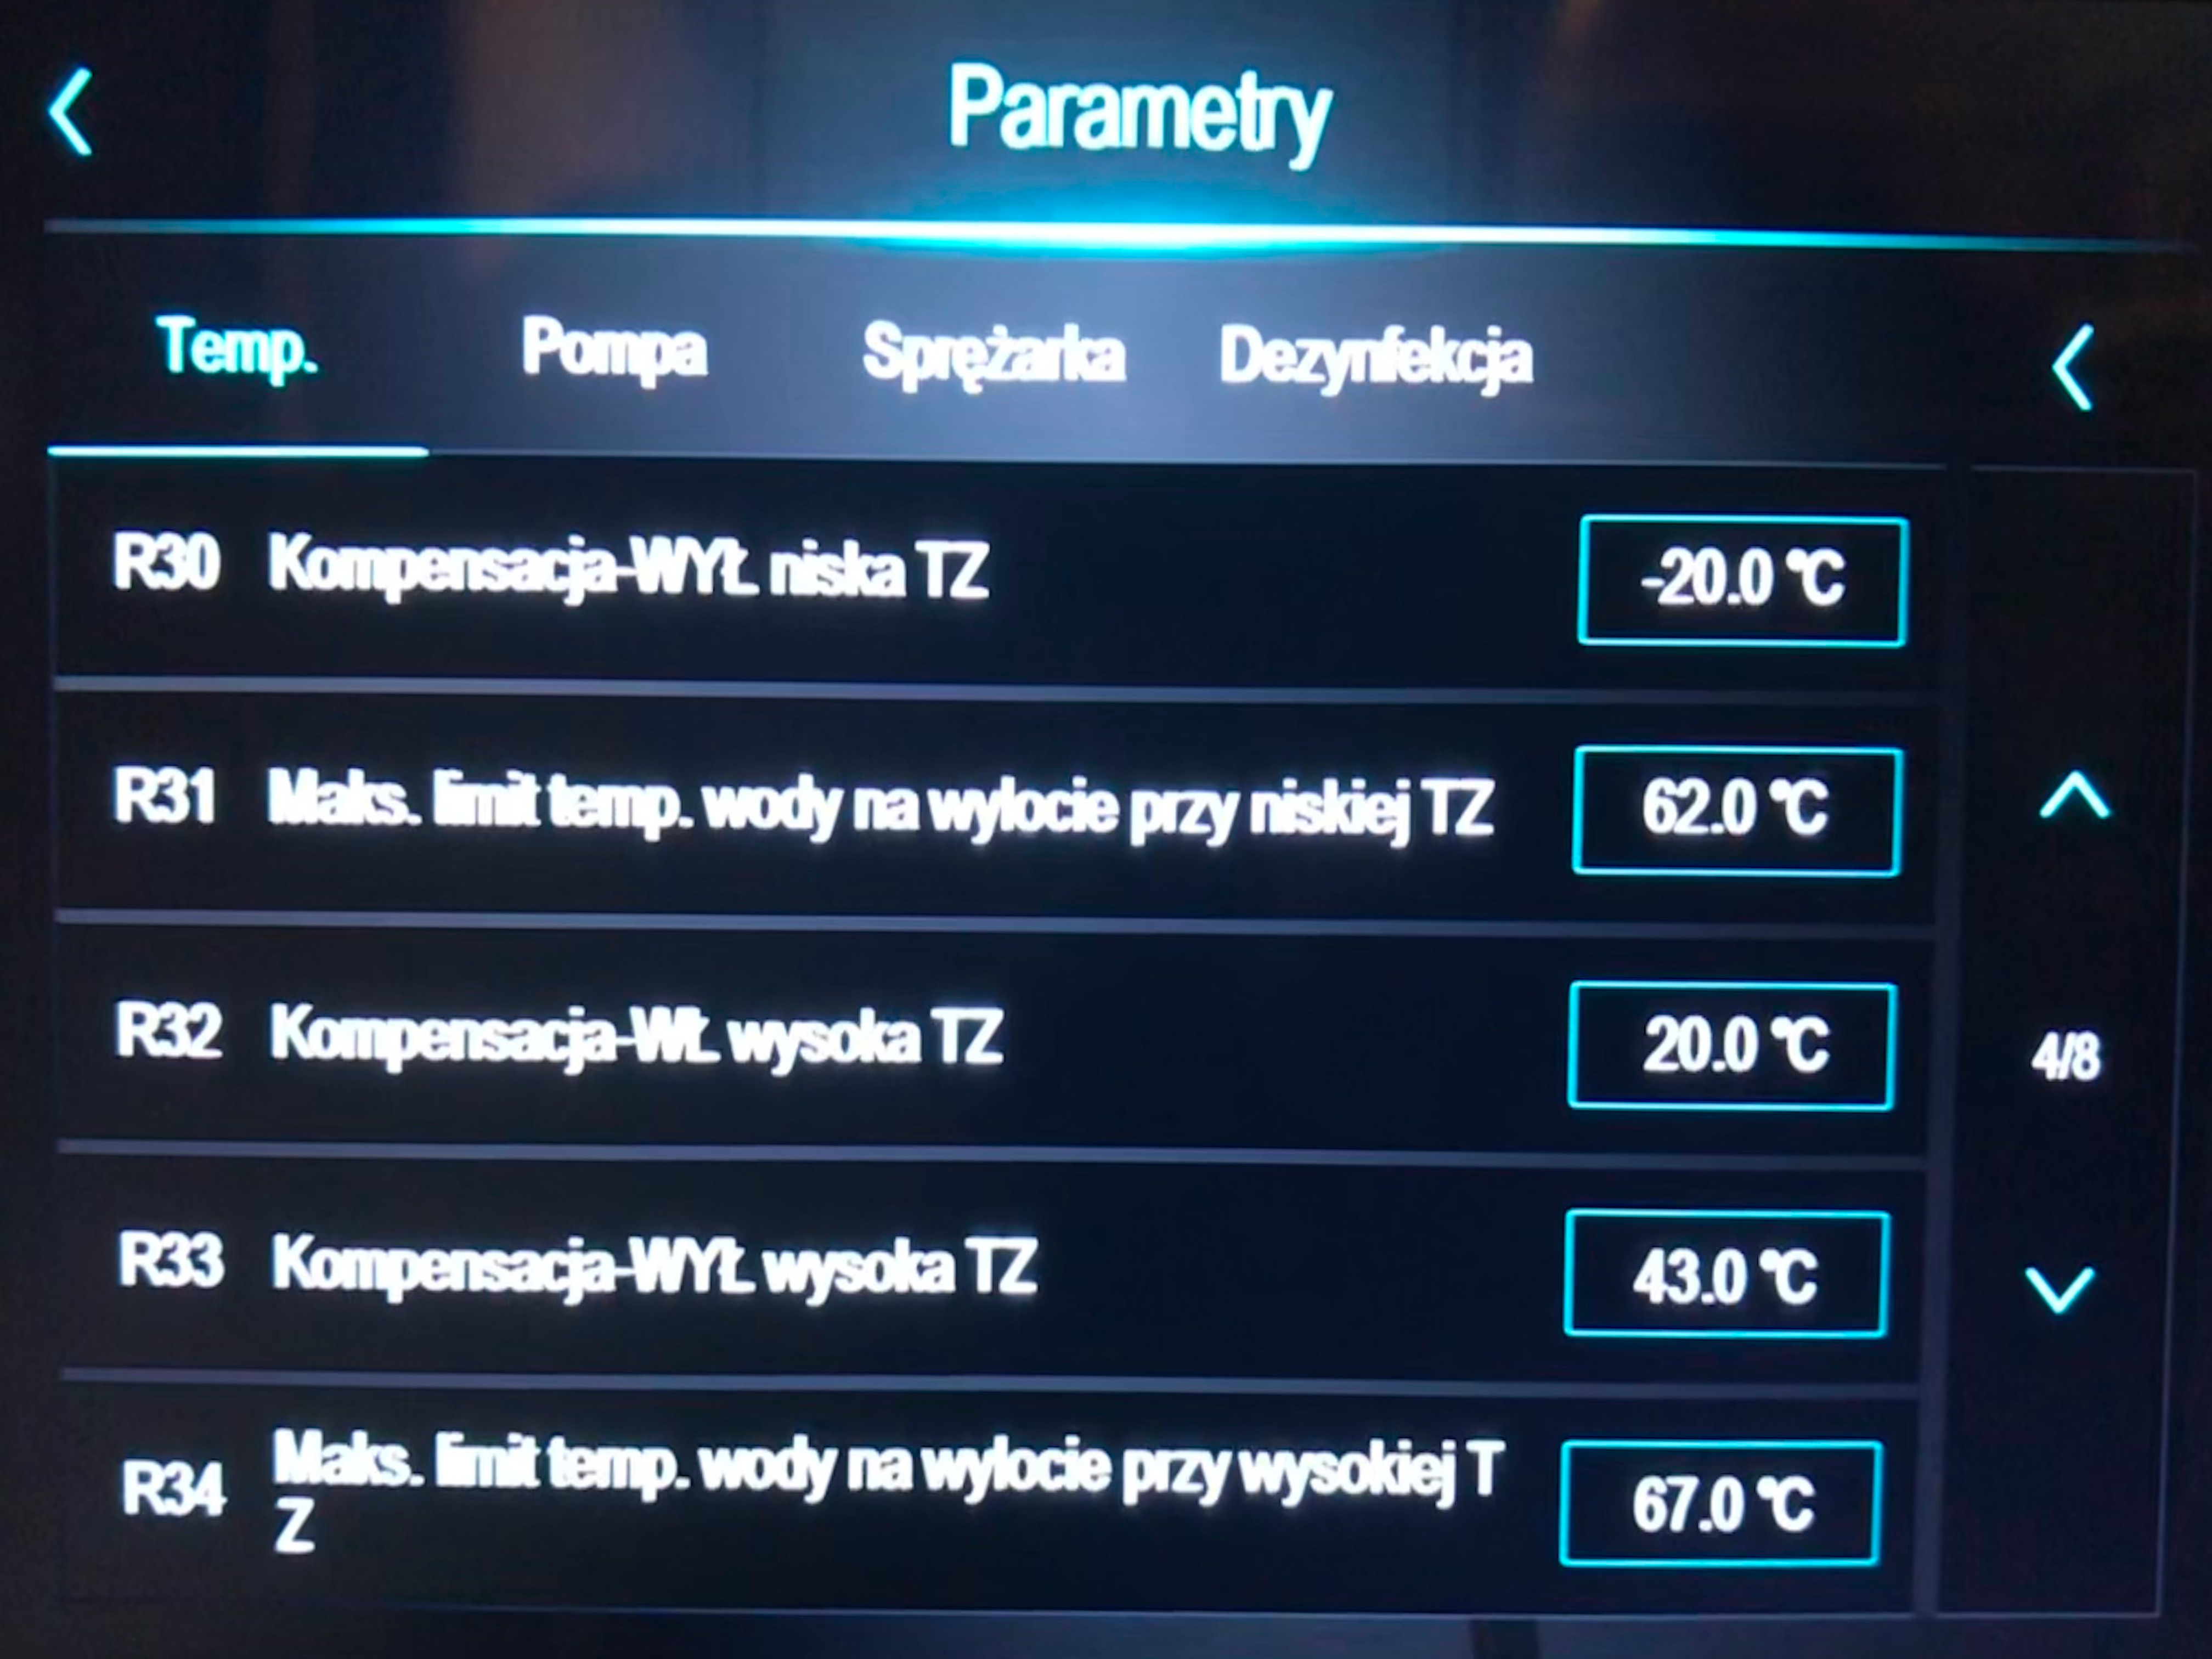 Parametry
Temp. Pompa Sprężarka Dezynfekcja
R30 Kompensacja-WYŁ niska TZ -20.0 °C
R31 Maks. limit temp. wody na wylocie przy niskiej TZ 62.0 °C
R32 Kompensacja-WŁ wysoka TZ 20.0 °C
4/8
R33 Kompensacja-WYŁ wysoka TZ 43.0 °C
R34 Maks. limit temp. wody na wylocie przy wysokiej T
Z
67.0 °C